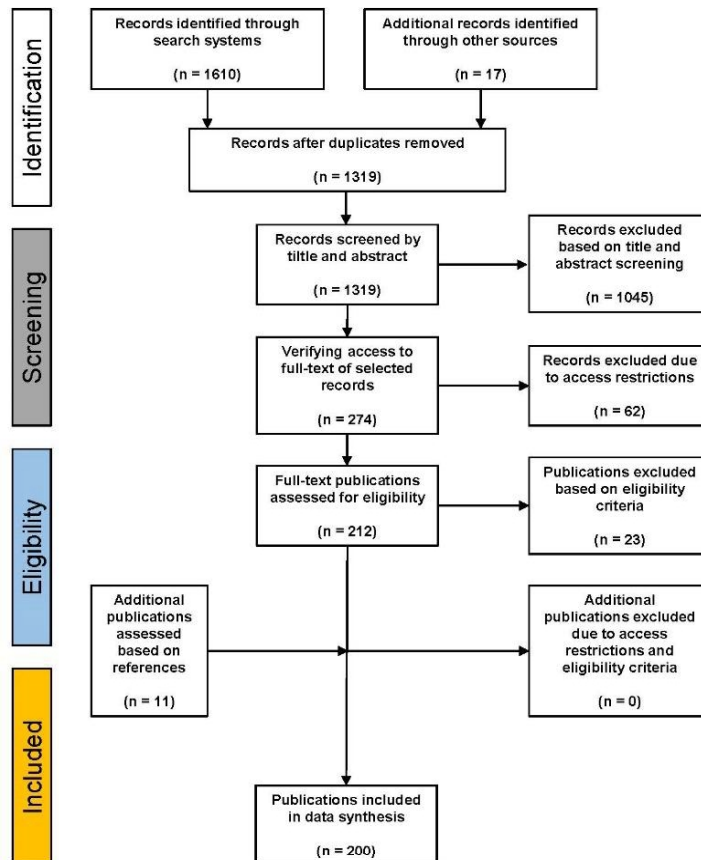 Identification
Records identified through
search systems
(n = 1610)
Additional records identified
through other sources
(n = 17)
Records after duplicates removed
(n = 1319)
Screening
Records screened by
tiltle and abstract
(n = 1319)
Records excluded
based on title and
abstract screening
(n = 1045)
Verifying access to
full-text of selected
records
(n = 274)
Records excluded due
to access restrictions
(n = 62)
Eligibility
Full-text publications
assessed for eligibility
(n = 212)
Publications excluded
based on eligibility
criteria
(n = 23)
Additional
publications
assessed
based on
references
(n = 11)
Additional
publications excluded
due to access
restrictions and
eligibility criteria
(n = 0)
Included
Publications included
in data synthesis
(n = 200)